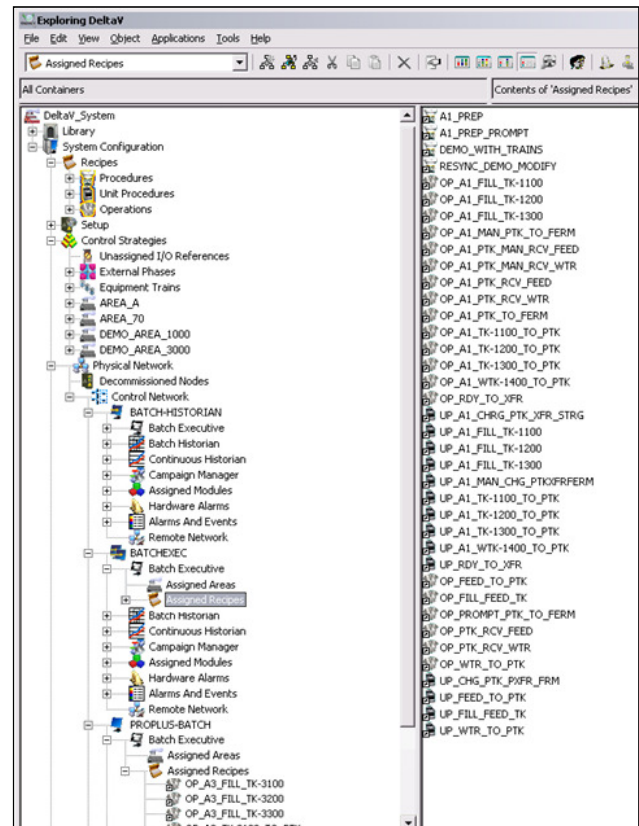 Exploring DeltaV
File Edit View Object Applications Tools Help
Assigned Recipes
All Containers
Contents of 'Assigned Recipes'
DeltaV_System
Library
System Configuration
Recipes
Procedures
Unit Procedures
Operations
Setup
Control Strategies
Unassigned I/O References
External Phases
Equipment Trains
AREA_A
AREA_70
DEMO_AREA_1000
DEMO_AREA_3000
Physical Network
Decommissioned Nodes
Control Network
BATCH-HISTORIAN
Batch Executive
Batch Historian
Continuous Historian
Campaign Manager
Assigned Modules
Hardware Alarms
Alarms And Events
Remote Network
BATCHEXEC
Batch Executive
Assigned Areas
Assigned Recipes
Batch Historian
Continuous Historian
Campaign Manager
Assigned Modules
Hardware Alarms
Alarms And Events
Remote Network
PROPLUS-BATCH
Batch Executive
Assigned Areas
Assigned Recipes
OP_A3_FILL_TK-3100
OP_A3_FILL_TK-3200
OP_A3_FILL_TK-3300
A1_PREP
A1_PREP_PROMPT
DEMO_WITH_TRAINS
RESYNC_DEMO_MODIFY
OP_A1_FILL_TK-1100
OP_A1_FILL_TK-1200
OP_A1_FILL_TK-1300
OP_A1_MAN_PTK_TO_FERM
OP_A1_PTK_MAN_RCV_FEED
OP_A1_PTK_MAN_RCV_WTR
OP_A1_PTK_RCV_FEED
OP_A1_PTK_RCV_WTR
OP_A1_PTK_TO_FERM
OP_A1_TK-1100_TO_PTK
OP_A1_TK-1200_TO_PTK
OP_A1_TK-1300_TO_PTK
OP_A1_WTK-1400_TO_PTK
OP_RDY_TO_XFR
UP_A1_CHRG_PTK_XFR_STRG
UP_A1_FILL_TK-1100
UP_A1_FILL_TK-1200
UP_A1_FILL_TK-1300
UP_A1_MAN_CHG_PTKXFRFERM
UP_A1_TK-1100_TO_PTK
UP_A1_TK-1200_TO_PTK
UP_A1_TK-1300_TO_PTK
UP_A1_WTK-1400_TO_PTK
UP_RDY_TO_XFR
OP_FEED_TO_PTK
OP_FILL_FEED_TK
OP_PROMPT_PTK_TO_FERM
OP_PTK_RCV_FEED
OP_PTK_RCV_WTR
OP_WTR_TO_PTK
UP_CHG_PTK_PXFR_FRM
UP_FEED_TO_PTK
UP_FILL_FEED_TK
UP_WTR_TO_PTK